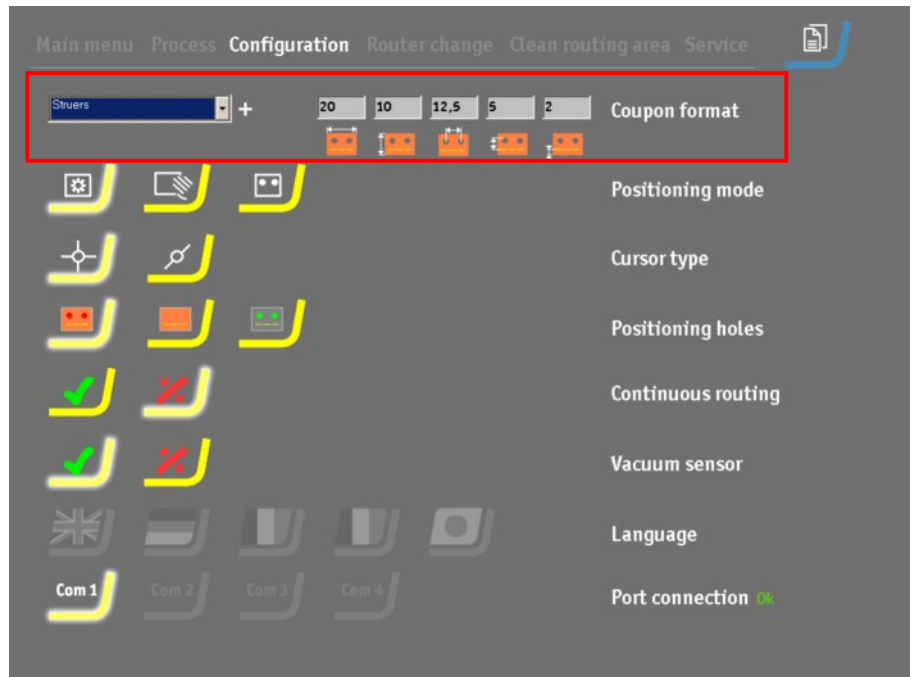 Main menu Process Configuration Router change Clean routing area Service
Struers + 20 10 12,5 5 2 Coupon format
Positioning mode
Cursor type
Positioning holes
Continuous routing
Vacuum sensor
Language
Com 1 Com 2 Com 3 Com 4 Port connection Ok